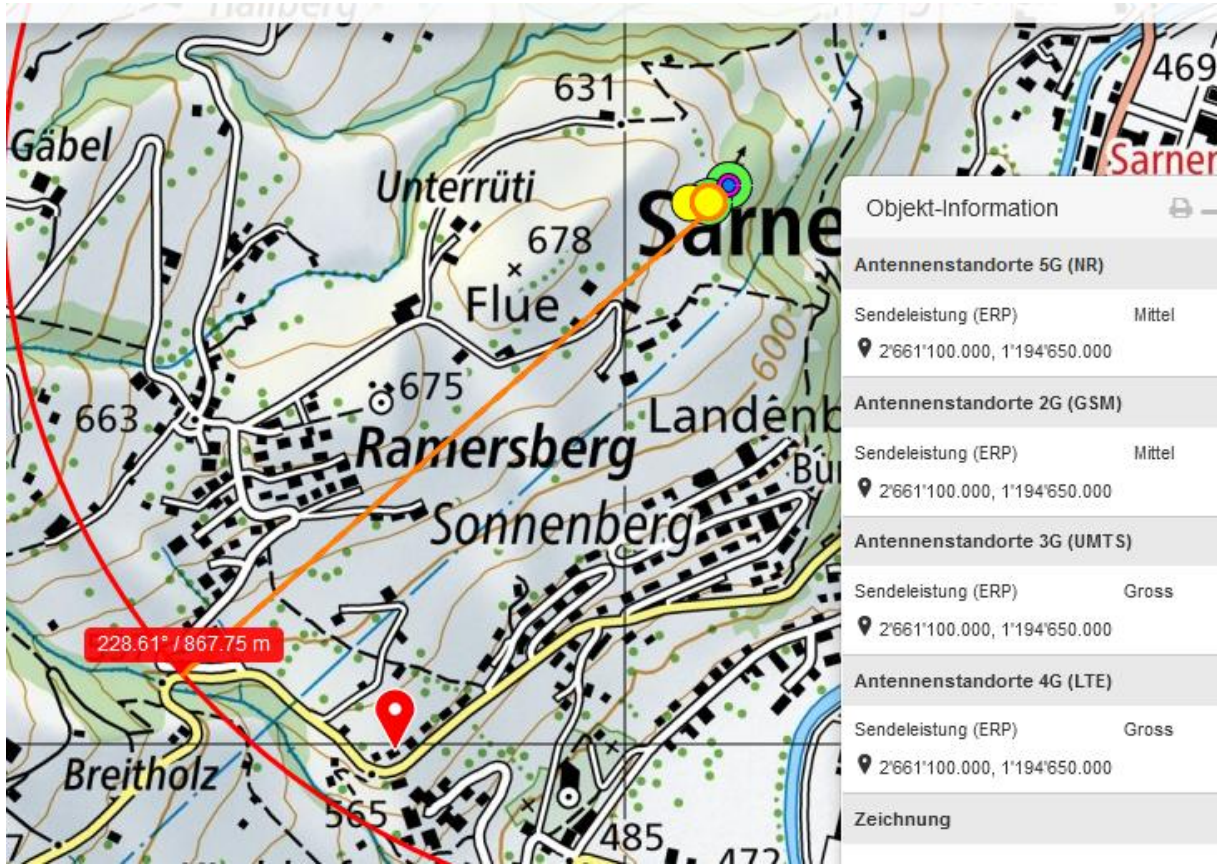 Hallberg
469
Gäbel
631
Sarnen
Unterrüti
678
Sarne
Flue
600
675
663
Landenb
Ramersberg
Bür
Sonnenberg
228.61° / 867.75 m
Breitholz
565
485
472
7
Objekt-Information
Antennenstandorte 5G (NR)
Sendeleistung (ERP) Mittel
2'661'100.000, 1'194'650.000
Antennenstandorte 2G (GSM)
Sendeleistung (ERP) Mittel
2'661'100.000, 1'194'650.000
Antennenstandorte 3G (UMTS)
Sendeleistung (ERP) Gross
2'661'100.000, 1'194'650.000
Antennenstandorte 4G (LTE)
Sendeleistung (ERP) Gross
2'661'100.000, 1'194'650.000
Zeichnung